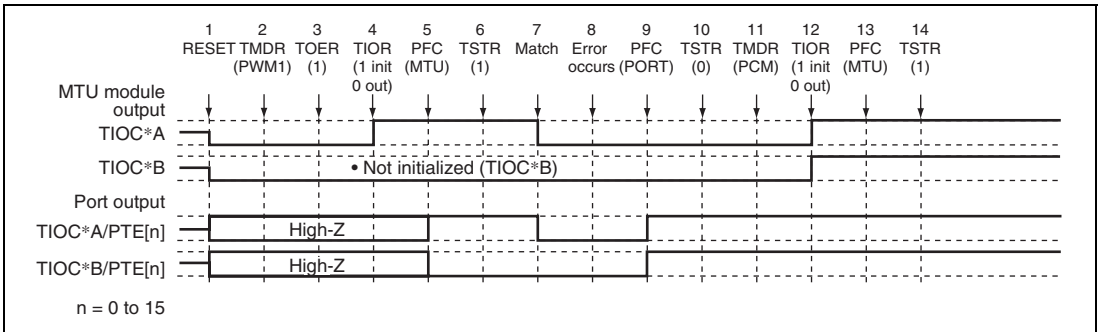 1 2 3 4 5 6 7 8 9 10 11 12 13 14
RESET TMDR TOER TIOR PFC TSTR Match Error PFC TSTR TMDR TIOR PFC TSTR
(PWM1) (1) (1 init (MTU) (1) occurs (PORT) (0) (PCM) (1 init (MTU) (1)
0 out) 0 out)
MTU module
output
TIOC*A
TIOC*B • Not initialized (TIOC*B)
Port output
TIOC*A/PTE[n] High-Z
TIOC*B/PTE[n] High-Z
n = 0 to 15